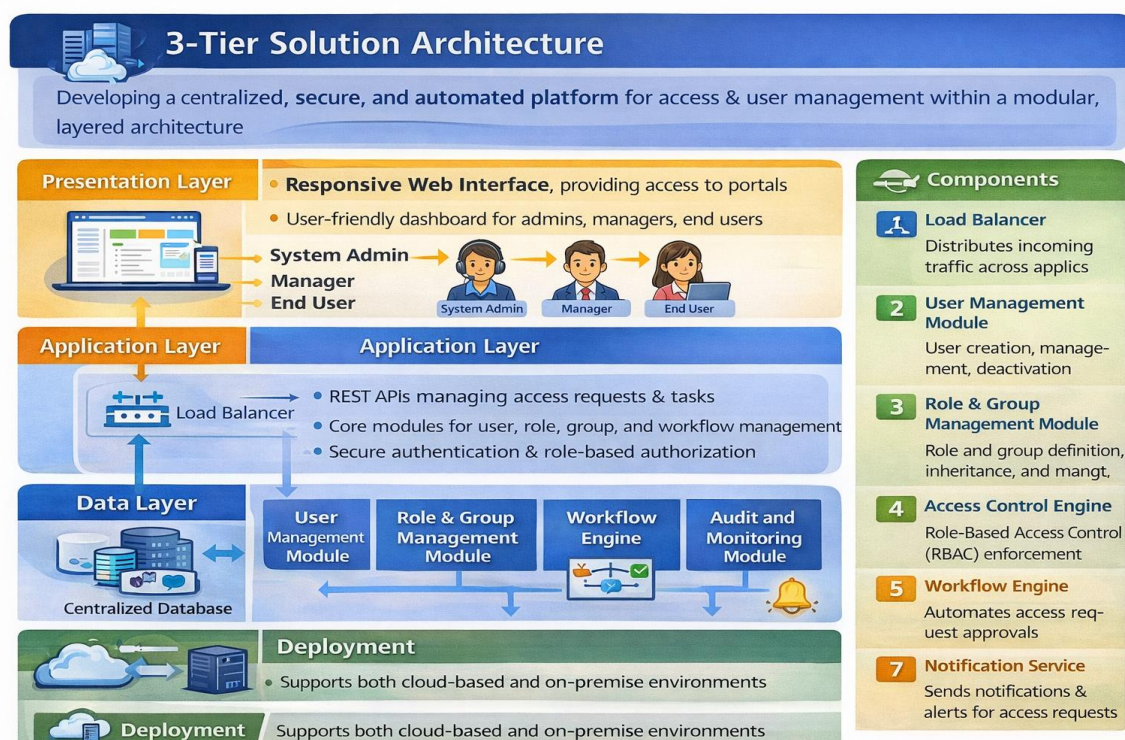 3-Tier Solution Architecture
Developing a centralized, secure, and automated platform for access & user management within a modular,
layered architecture
Presentation Layer
• Responsive Web Interface, providing access to portals
• User-friendly dashboard for admins, managers, end users
System Admin
Manager
End User
System Admin
Manager
End User
Application Layer
Application Layer
Load Balancer
• REST APIs managing access requests & tasks
• Core modules for user, role, group, and workflow management
• Secure authentication & role-based authorization
Data Layer
Centralized Database
User
Management
Module
Role & Group
Management
Module
Workflow
Engine
Audit and
Monitoring
Module
Deployment
• Supports both cloud-based and on-premise environments
Deployment
Supports both cloud-based and on-premise environments
Components
1
Load Balancer
Distributes incoming
traffic across applics
2
User Management
Module
User creation, manage-
ment, deactivation
3
Role & Group
Management Module
Role and group definition,
inheritance, and mangt,
4
Access Control Engine
Role-Based Access Control
(RBAC) enforcement
5
Workflow Engine
Automates access req-
uest approvals
7
Notification Service
Sends notifications &
alerts for access requests